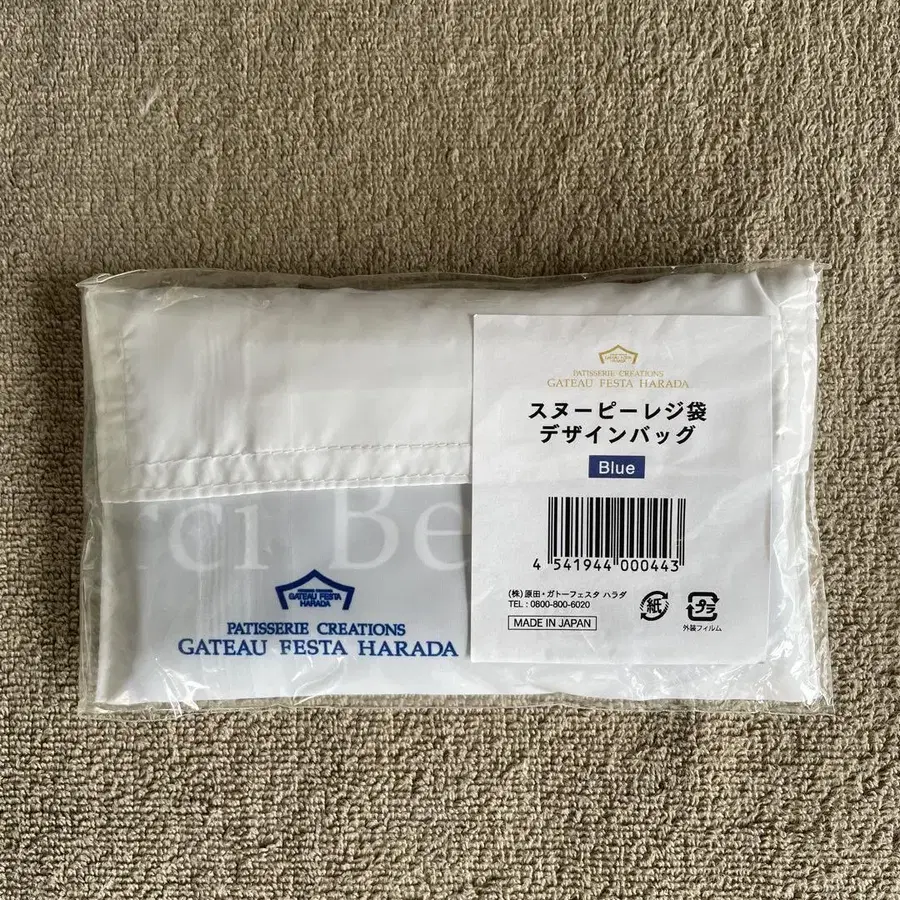 PATISSERIE CREATIONS
GATEAU FESTA HARADA
スヌーピーレジ袋
デザインバッグ
Blue
4 541944 000443
(株)原田・ガトーフェスタ ハラダ
TEL : 0800-800-6020
MADE IN JAPAN
紙
プラ
外装フィルム
ci Be
GATEAU FESTA
HARADA
PATISSERIE CREATIONS
GATEAU FESTA HARADA